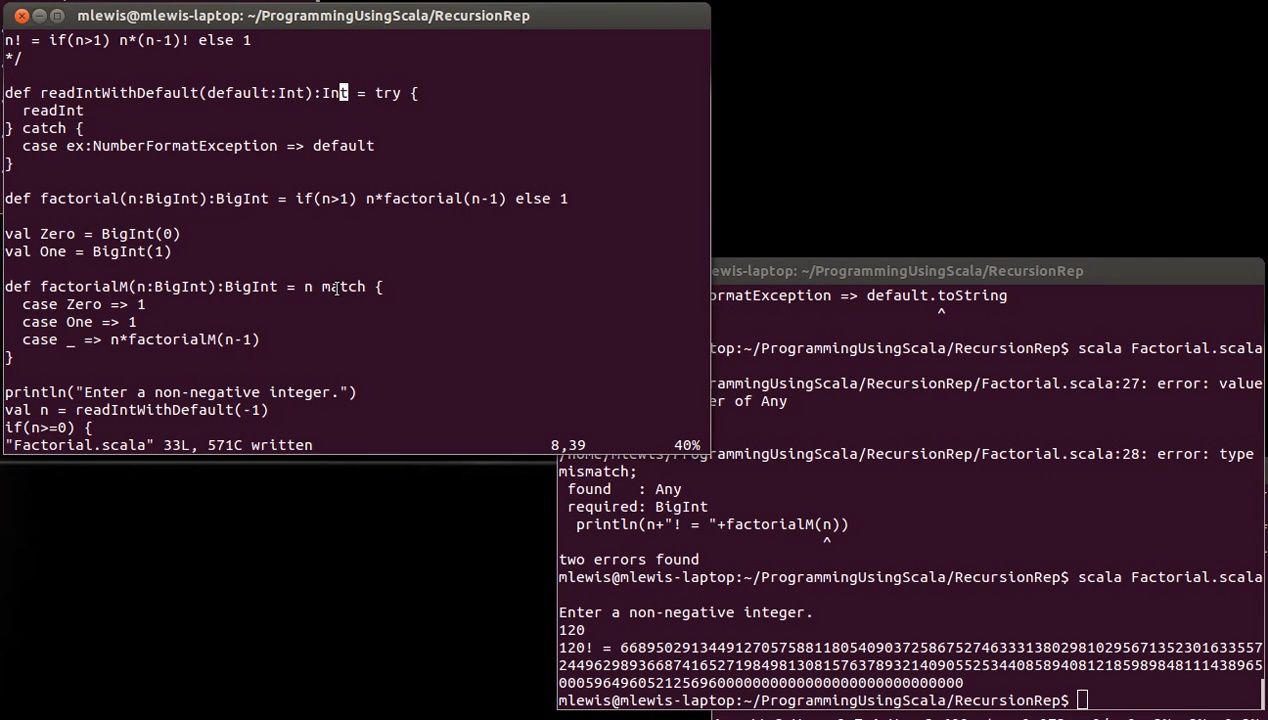 mlewis@mlewis-laptop: ~/ProgrammingUsingScala/RecursionRep
n! = if(n>1) n*(n-1)! else 1
*/
def readIntWithDefault(default:Int):Int = try {
  readInt
} catch {
  case ex:NumberFormatException => default
}
def factorial(n:BigInt):BigInt = if(n>1) n*factorial(n-1) else 1
val Zero = BigInt(0)
val One = BigInt(1)
def factorialM(n:BigInt):BigInt = n match {
  case Zero => 1
  case One => 1
  case _ => n*factorialM(n-1)
}
println("Enter a non-negative integer.")
val n = readIntWithDefault(-1)
if(n>=0) {
"Factorial.scala" 33L, 571C written 8,39 40%
ewis-laptop: ~/ProgrammingUsingScala/RecursionRep
ormatException => default.toString
^
top:~/ProgrammingUsingScala/RecursionRep$ scala Factorial.scala
rammingUsingScala/RecursionRep/Factorial.scala:27: error: value
er of Any
/home/mlewis/ProgrammingUsingScala/RecursionRep/Factorial.scala:28: error: type
mismatch;
 found   : Any
 required: BigInt
  println(n+"! = "+factorialM(n))
^
two errors found
mlewis@mlewis-laptop:~/ProgrammingUsingScala/RecursionRep$ scala Factorial.scala
Enter a non-negative integer.
120
120! = 6689502913449127057588118054090372586752746333138029810295671352301633557
24496298936687416527198498130815763789321409055253440858940812185989848111438965
0005964960521256960000000000000000000000000000
mlewis@mlewis-laptop:~/ProgrammingUsingScala/RecursionRep$